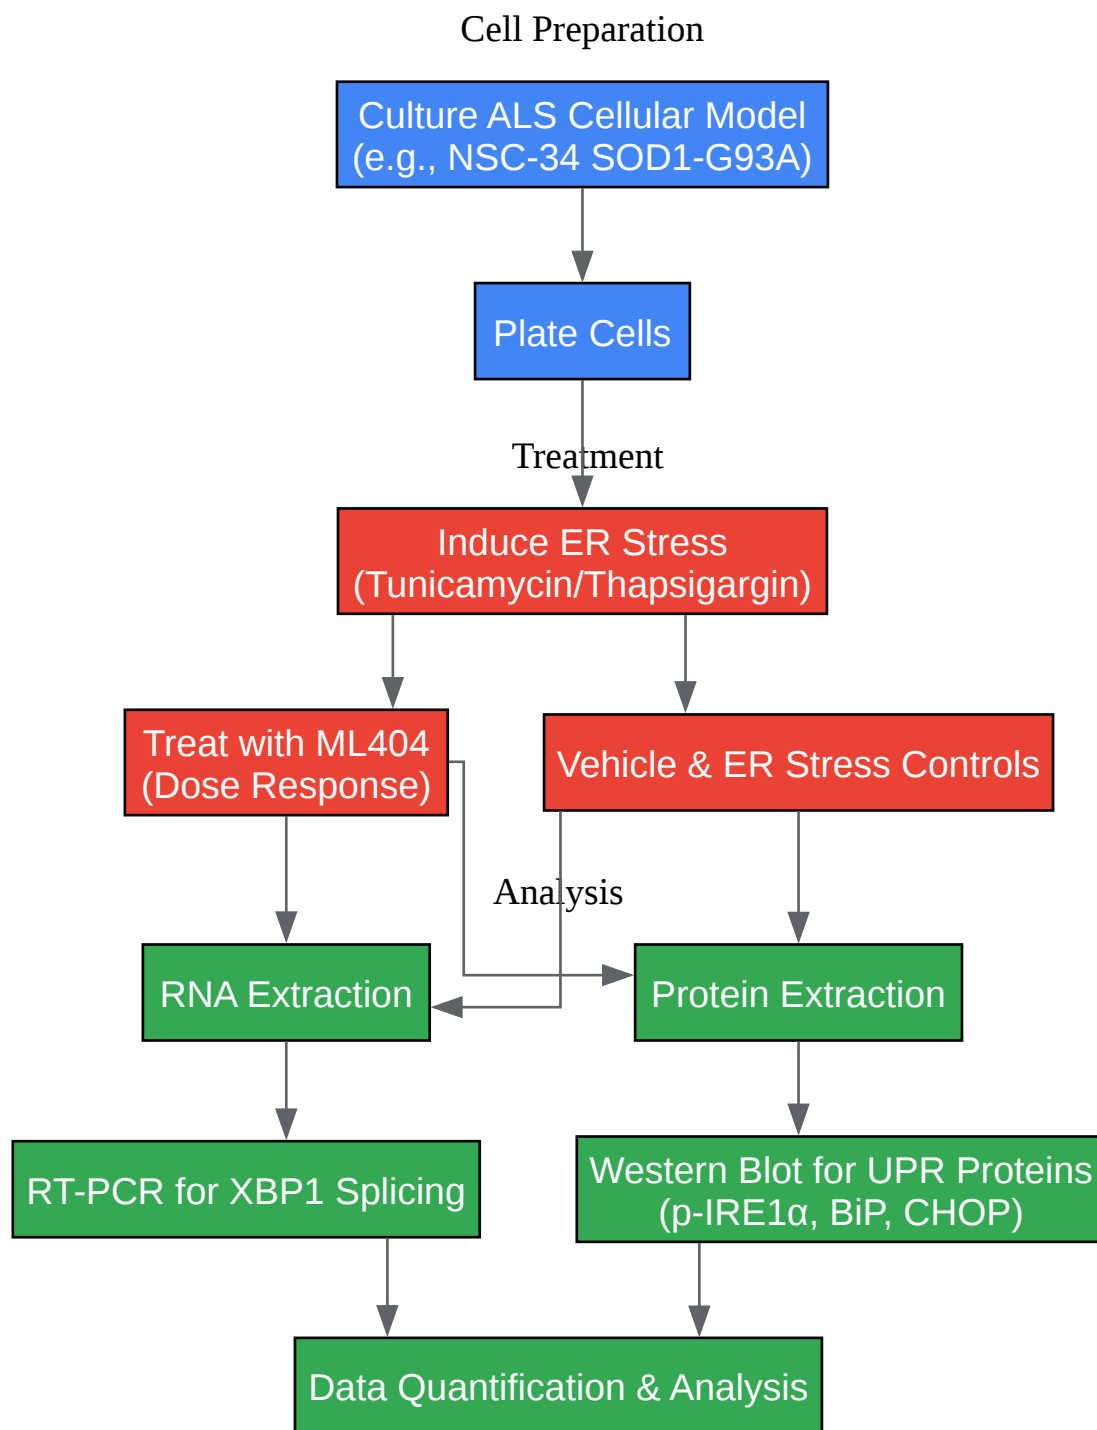 Cell Preparation
Culture ALS Cellular Model
(e.g., NSC-34 SOD1-G93A)
Plate Cells
Treatment
Induce ER Stress
(Tunicamycin/Thapsigargin)
Treat with ML404
(Dose Response)
Vehicle & ER Stress Controls
Analysis
RNA Extraction
Protein Extraction
RT-PCR for XBP1 Splicing
Western Blot for UPR Proteins
(p-IRE1α, BiP, CHOP)
Data Quantification & Analysis